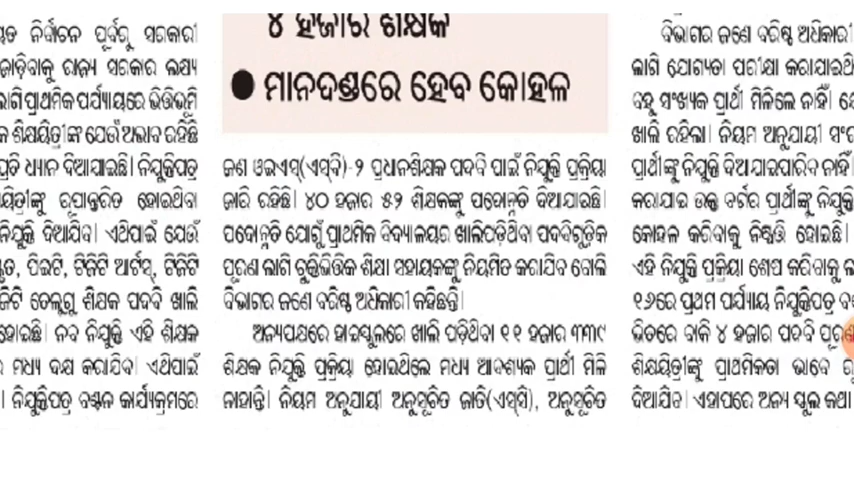 ନିର୍ବାଚନ ପୂର୍ବରୁ ସରକାରୀ
ଯୋଡ଼ିବାକୁ ରାଜ୍ୟ ସରକାର ଲକ୍ଷ୍ୟ
ପ୍ରାଥମିକ ପର୍ଯ୍ୟାୟରେ ଭିତ୍ତିଭୂମି
ଶିକ୍ଷୟିତ୍ରୀଙ୍କ ଯେଉଁ ଅଭାବ ରହିଛି
ପ୍ରତି ଧ୍ୟାନ ଦିଆଯାଇଛି। ନିଯୁକ୍ତିପତ୍ର
ରୂପାନ୍ତରିତ ହୋଇଥିବା
ନିଯୁକ୍ତି ଦିଆଯିବ। ଏଥିପାଇଁ ଯେଉଁ
ପିଇଟି, ଟିଜିଟି ଆର୍ଟସ୍, ଟିଜିଟି
ତେଲୁଗୁ ଶିକ୍ଷକ ପଦବି ଖାଲି
ହୋଇଛି। ନବ ନିଯୁକ୍ତି ଏହି ଶିକ୍ଷକ
ମଧ୍ୟ ଦକ୍ଷ କରାଯିବ। ଏଥିପାଇଁ
। ନିଯୁକ୍ତିପତ୍ର ବଣ୍ଟନ କାର୍ଯ୍ୟକ୍ରମରେ
୪ ହଜାର ଶିକ୍ଷକ
● ମାନଦଣ୍ଡରେ ହେବ କୋହଳ
ଜଣ ଓଇଏସ୍(ଏସ୍‌ବି)-୨ ପ୍ରଧାନଶିକ୍ଷକ ପଦବି ପାଇଁ ନିଯୁକ୍ତି ପ୍ରକ୍ରିୟା
ଜାରି ରହିଛି। ୪୦ ହଜାର ୫୨ ଶିକ୍ଷକଙ୍କୁ ପଦୋନ୍ନତି ଦିଆଯାଇଛି।
ପଦୋନ୍ନତି ଯୋଗୁଁ ପ୍ରାଥମିକ ବିଦ୍ୟାଳୟର ଖାଲିପଡ଼ିଥିବା ପଦବିଗୁଡ଼ିକ
ପୂରଣ ଲାଗି ଚୁକ୍ତିଭିତ୍ତିକ ଶିକ୍ଷା ସହାୟକଙ୍କୁ ନିୟମିତ କରାଯିବ ବୋଲି
ବିଭାଗର ଜଣେ ବରିଷ୍ଠ ଅଧିକାରୀ କହିଛନ୍ତି।
ଅନ୍ୟପକ୍ଷରେ ହାଇସ୍କୁଲରେ ଖାଲି ପଡ଼ିଥିବା ୧୧ ହଜାର ୩୩୯
ଶିକ୍ଷକ ନିଯୁକ୍ତି ପ୍ରକ୍ରିୟା ହୋଇଥିଲେ ମଧ୍ୟ ଆବଶ୍ୟକ ପ୍ରାର୍ଥୀ ମିଳି
ନାହାନ୍ତି। ନିୟମ ଅନୁଯାୟୀ ଅନୁସୂଚିତ ଜାତି(ଏସ୍‌ସି), ଅନୁସୂଚିତ
ବିଭାଗର ଜଣେ ବରିଷ୍ଠ ଅଧିକାରୀ
ଲାଗି ଯୋଗ୍ୟତା ପରୀକ୍ଷା
ବହୁ ସଂଖ୍ୟକ ପ୍ରାର୍ଥୀ ମିଳିଲେ ନାହିଁ।
ଖାଲି ରହିଲା। ନିୟମ ଅନୁଯାୟୀ
ପ୍ରାର୍ଥୀଙ୍କୁ ନିଯୁକ୍ତି ଦିଆଯାଇପାରିବ ନାହିଁ
କରାଯାଇ ଉକ୍ତ ବର୍ଗର ପ୍ରାର୍ଥୀଙ୍କୁ ନିଯୁକ୍ତି
କୋହଳ କରିବାକୁ ନିଷ୍ପତ୍ତି ହୋଇଛି।
ଏହି ନିଯୁକ୍ତି ପ୍ରକ୍ରିୟା ଶେଷ କରିବାକୁ
୧୬ରେ ପ୍ରଥମ ପର୍ଯ୍ୟାୟ ନିଯୁକ୍ତିପତ୍ର
ଭିତରେ ବାକି ୪ ହଜାର ପଦବି
ଶିକ୍ଷୟିତ୍ରୀଙ୍କୁ ପ୍ରାଥମିକତା ଭାବେ
ଦିଆଯିବ। ଏହାପରେ ଅନ୍ୟ ସ୍କୁଲ କଥା